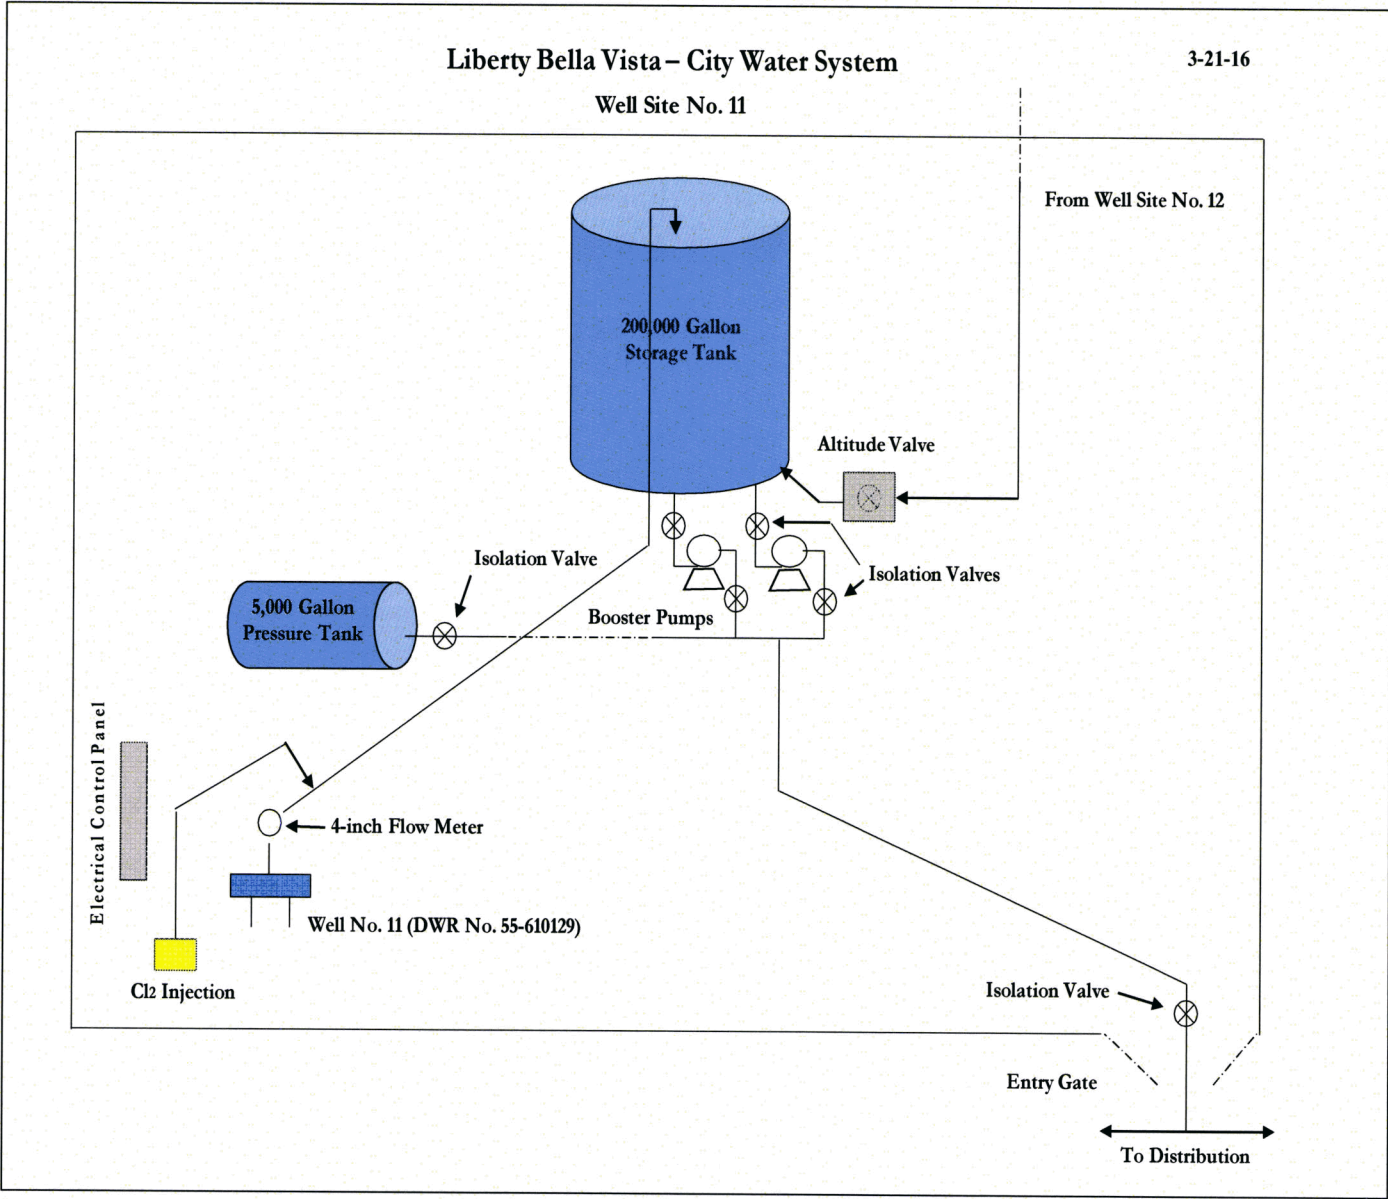 Liberty Bella Vista – City Water System
3-21-16
Well Site No. 11
From Well Site No. 12
200,000 Gallon
Storage Tank
Altitude Valve
Isolation Valve
Isolation Valves
5,000 Gallon
Pressure Tank
Booster Pumps
Electrical Control Panel
4-inch Flow Meter
Well No. 11 (DWR No. 55-610129)
Cl2 Injection
Isolation Valve
Entry Gate
To Distribution